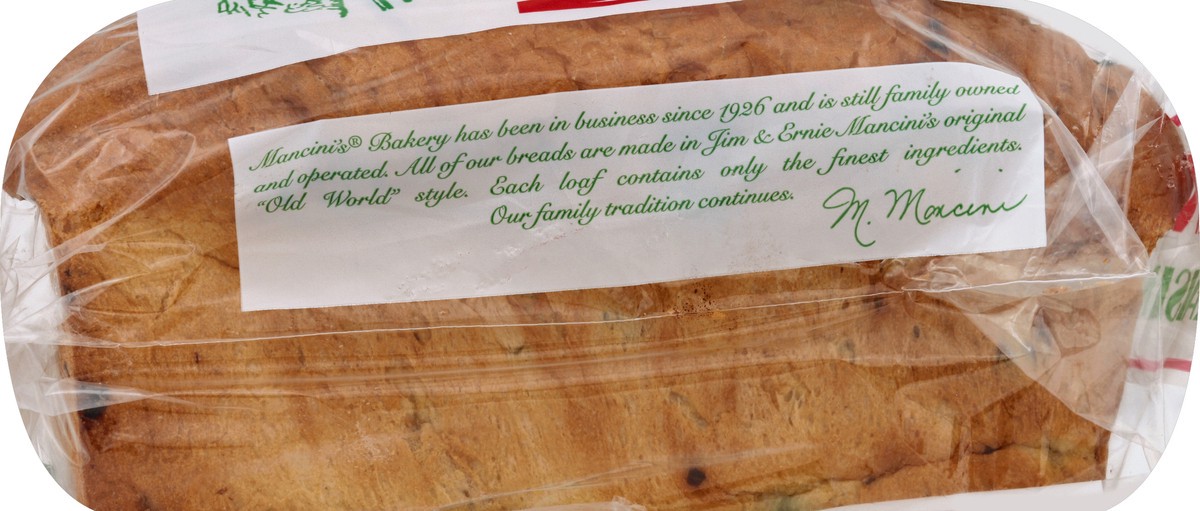 Mancini's® Bakery has been in business since 1926 and is still family owned
and operated. All of our breads are made in Jim & Ernie Mancini's original
"Old World" style. Each loaf contains only the finest ingredients.
Our family tradition continues.
M. Mancini